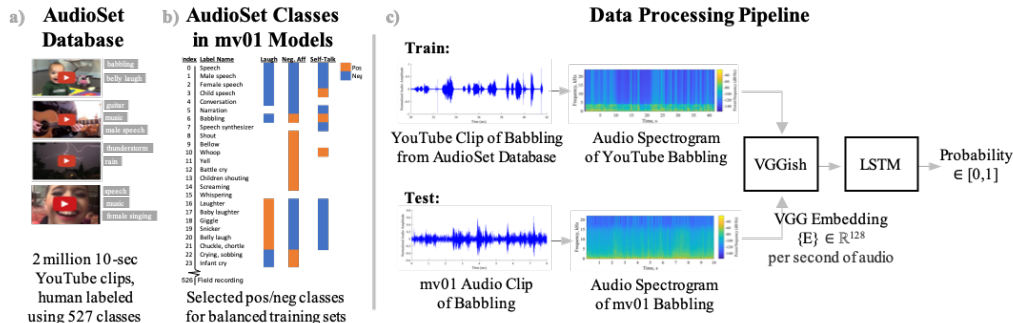 a)
AudioSet
Database
babbling
belly laugh
guitar
music
male speech
thunderstorm
rain
speech
music
female singing
2 million 10-sec
YouTube clips,
human labeled
using 527 classes
b)
AudioSet Classes
in mv01 Models
Index Label Name Laugh Neg. Aff Self-Talk
Pos
Neg
0 Speech
1 Male speech
2 Female speech
3 Child speech
4 Conversation
5 Narration
6 Babbling
7 Speech synthesizer
8 Shout
9 Bellow
10 Whoop
11 Yell
12 Battle cry
13 Children shouting
14 Screaming
15 Whispering
16 Laughter
17 Baby laughter
18 Giggle
19 Snicker
20 Belly laugh
21 Chuckle, chortle
22 Crying, sobbing
23 Infant cry
526 Field recording
Selected pos/neg classes
for balanced training sets
c)
Data Processing Pipeline
Train:
YouTube Clip of Babbling
from AudioSet Database
Frequency, kHz
Time, s
Audio Spectrogram
of YouTube Babbling
Test:
mv01 Audio Clip
of Babbling
Frequency, kHz
Time, s
Audio Spectrogram
of mv01 Babbling
VGGish
LSTM
Probability
∈ [0,1]
VGG Embedding
{E} ∈ ℝ¹²⁸
per second of audio